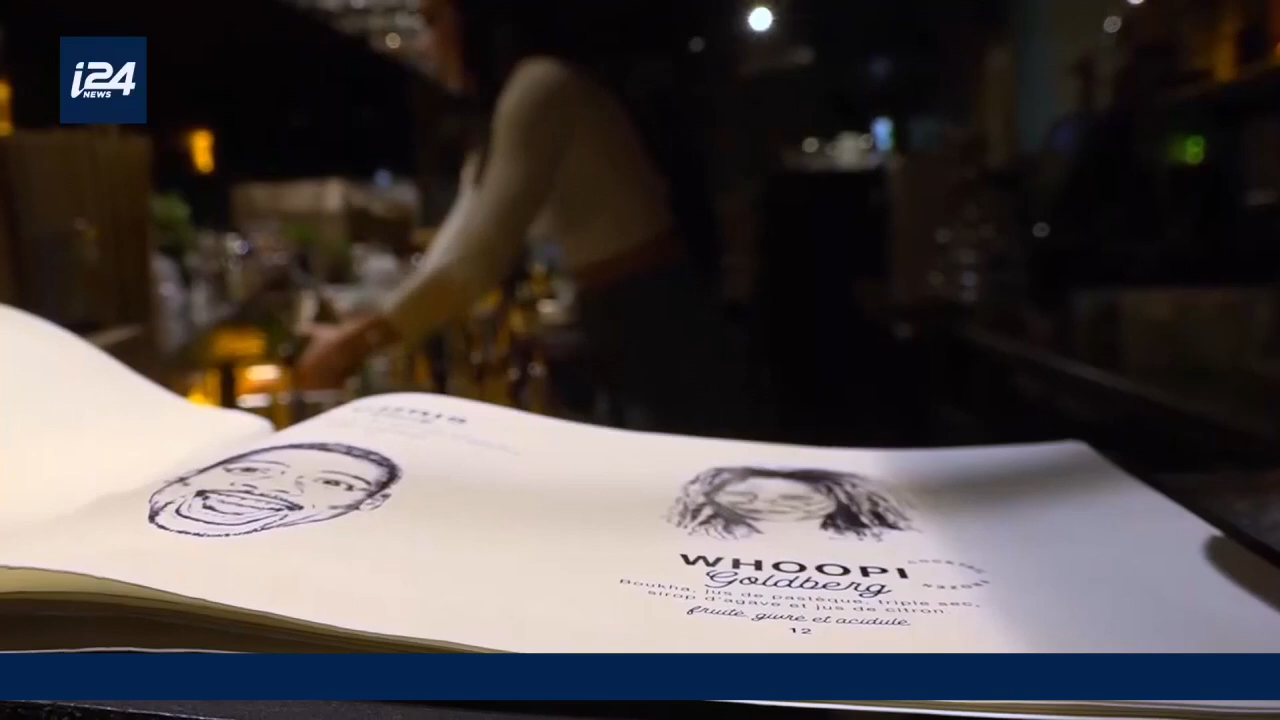 i24
NEWS
WHOOPI
Goldberg
Boukha, jus de pastèque, triple sec,
sirop d'agave et jus de citron
fruité givré et acidulé
12